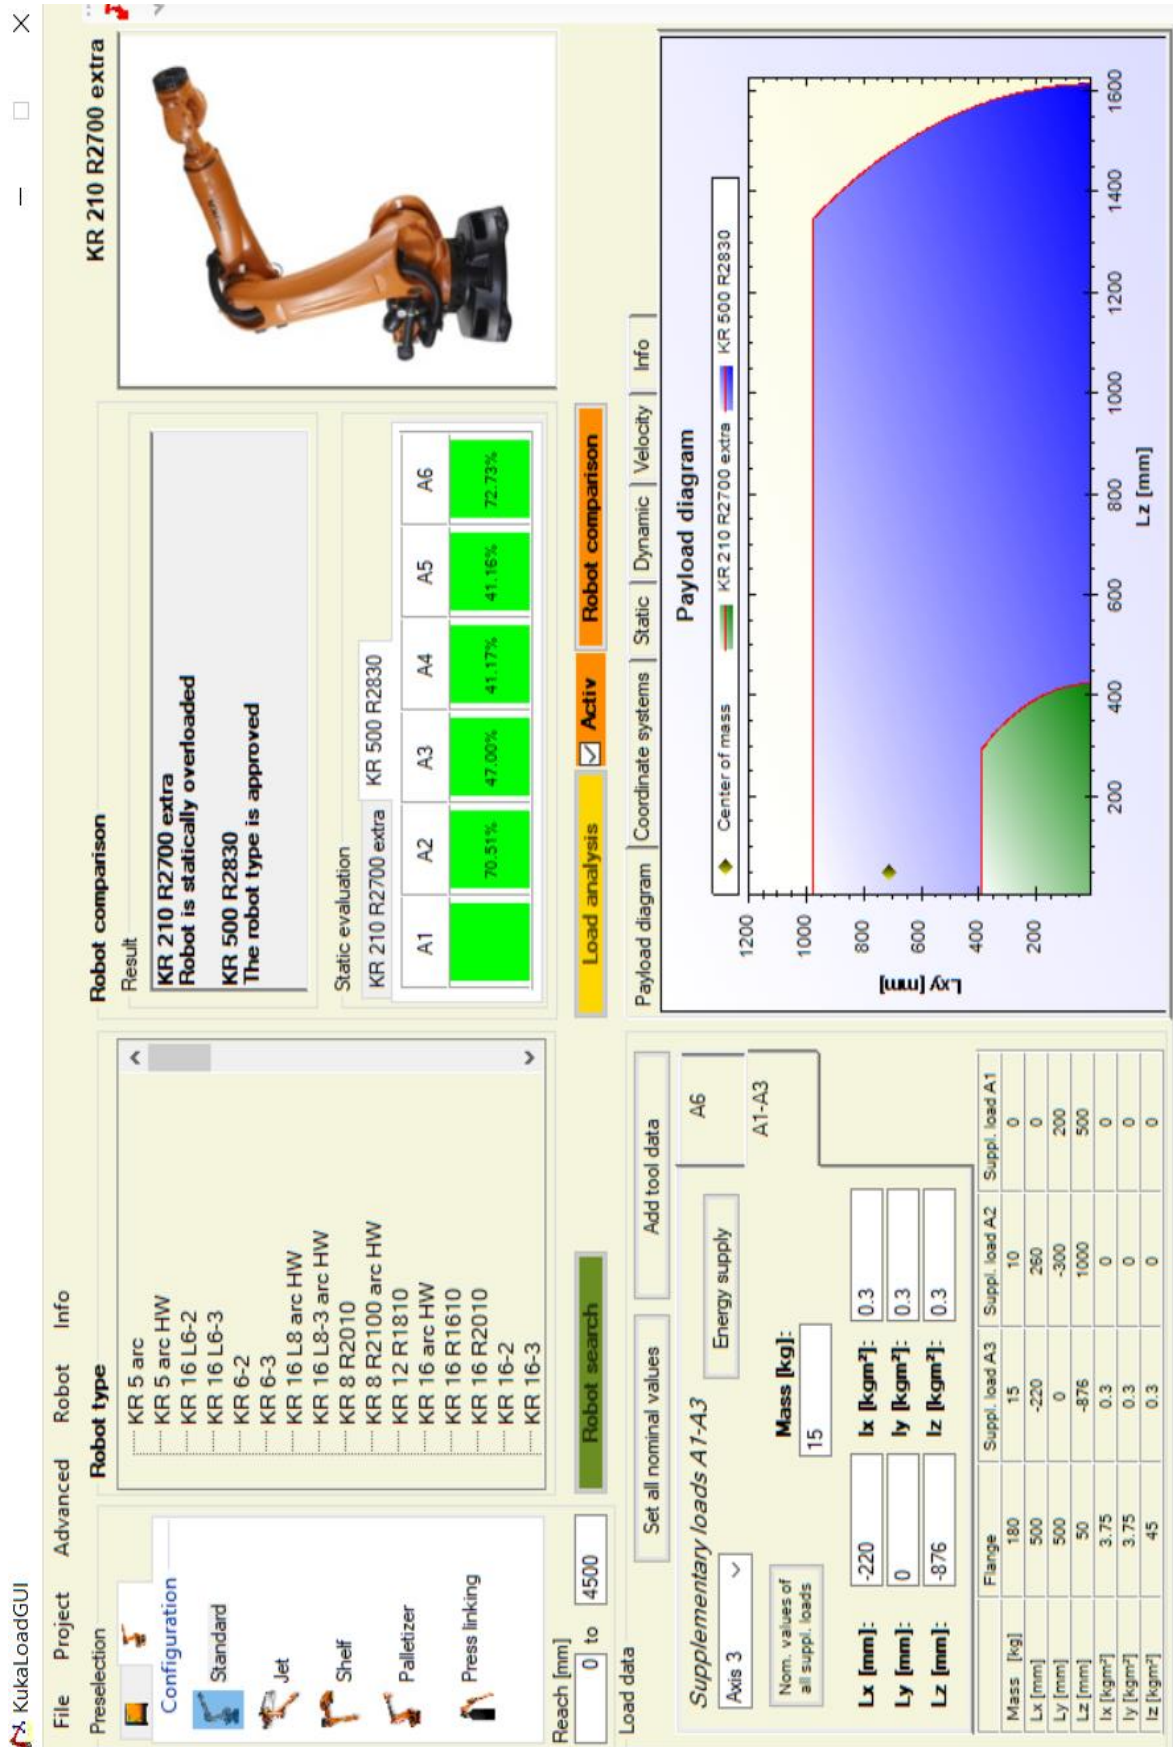 KukaLoadGUI
File Project Advanced Robot Info
Preselection
Configuration
Standard
Jet
Shelf
Palletizer
Press linking
Reach [mm]
0 to 4500
Robot type
KR 5 arc
KR 5 arc HW
KR 16 L6-2
KR 16 L6-3
KR 6-2
KR 6-3
KR 16 L8 arc HW
KR 16 L8-3 arc HW
KR 8 R2010
KR 8 R2100 arc HW
KR 12 R1810
KR 16 arc HW
KR 16 R1610
KR 16 R2010
KR 16-2
KR 16-3
Robot search
Robot comparison
Result
KR 210 R2700 extra
Robot is statically overloaded
KR 500 R2830
The robot type is approved
Static evaluation
KR 210 R2700 extra KR 500 R2830
A1 A2 A3 A4 A5 A6
70.51% 47.00% 41.17% 41.16% 72.73%
Load analysis Activ Robot comparison
KR 210 R2700 extra
Load data
Set all nominal values Add tool data
Supplementary loads A1-A3
A6
A1-A3
Axis 3
Energy supply
Nom. values of
all suppl. loads
Mass [kg]:
15
Lx [mm]: -220 Ix [kgm²]: 0.3
Ly [mm]: 0 Iy [kgm²]: 0.3
Lz [mm]: -876 Iz [kgm²]: 0.3
Flange Suppl. load A3 Suppl. load A2 Suppl. load A1
Mass [kg] 180 15 10 0
Lx [mm] 500 -220 260 0
Ly [mm] 500 0 -300 200
Lz [mm] 50 -876 1000 500
Ix [kgm²] 3.75 0.3 0 0
Iy [kgm²] 3.75 0.3 0 0
Iz [kgm²] 45 0.3 0 0
Payload diagram Coordinate systems Static Dynamic Velocity Info
Payload diagram
Center of mass KR 210 R2700 extra KR 500 R2830
1200
1000
800
600
400
200
Lxy [mm]
200 400 600 800 1000 1200 1400 1600
Lz [mm]